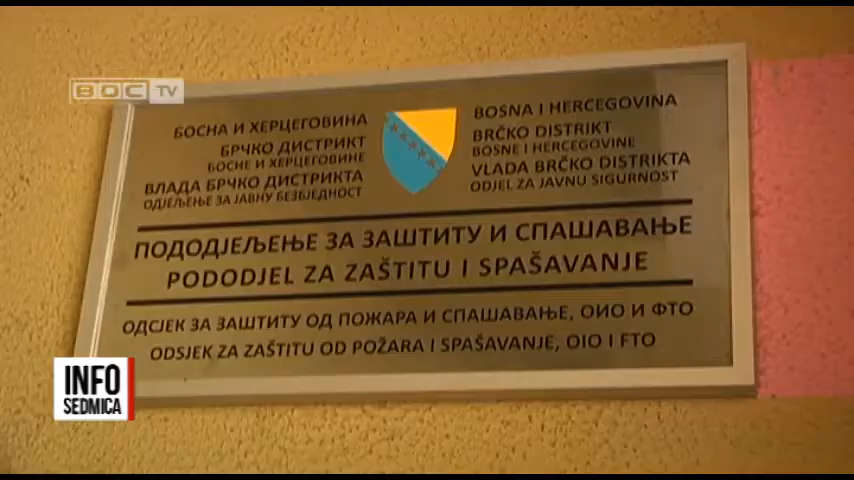 BDC TV
БОСНА И ХЕРЦЕГОВИНА
БРЧКО ДИСТРИКТ
БОСНЕ И ХЕРЦЕГОВИНЕ
ВЛАДА БРЧКО ДИСТРИКТА
ОДЈЕЉЕЊЕ ЗА ЈАВНУ БЕЗБЈЕДНОСТ
BOSNA I HERCEGOVINA
BRČKO DISTRIKT
BOSNE I HERCEGOVINE
VLADA BRČKO DISTRIKTA
ODJEL ZA JAVNU SIGURNOST
ПОДОДЈЕЉЕЊЕ ЗА ЗАШТИТУ И СПАШАВАЊЕ
PODODJEL ZA ZAŠTITU I SPAŠAVANJE
ОДСЈЕК ЗА ЗАШТИТУ ОД ПОЖАРА И СПАШАВАЊЕ, ОИО И ФТО
ODSJEK ZA ZAŠTITU OD POŽARA I SPAŠAVANJE, OIO I FTO
INFO
SEDMICA